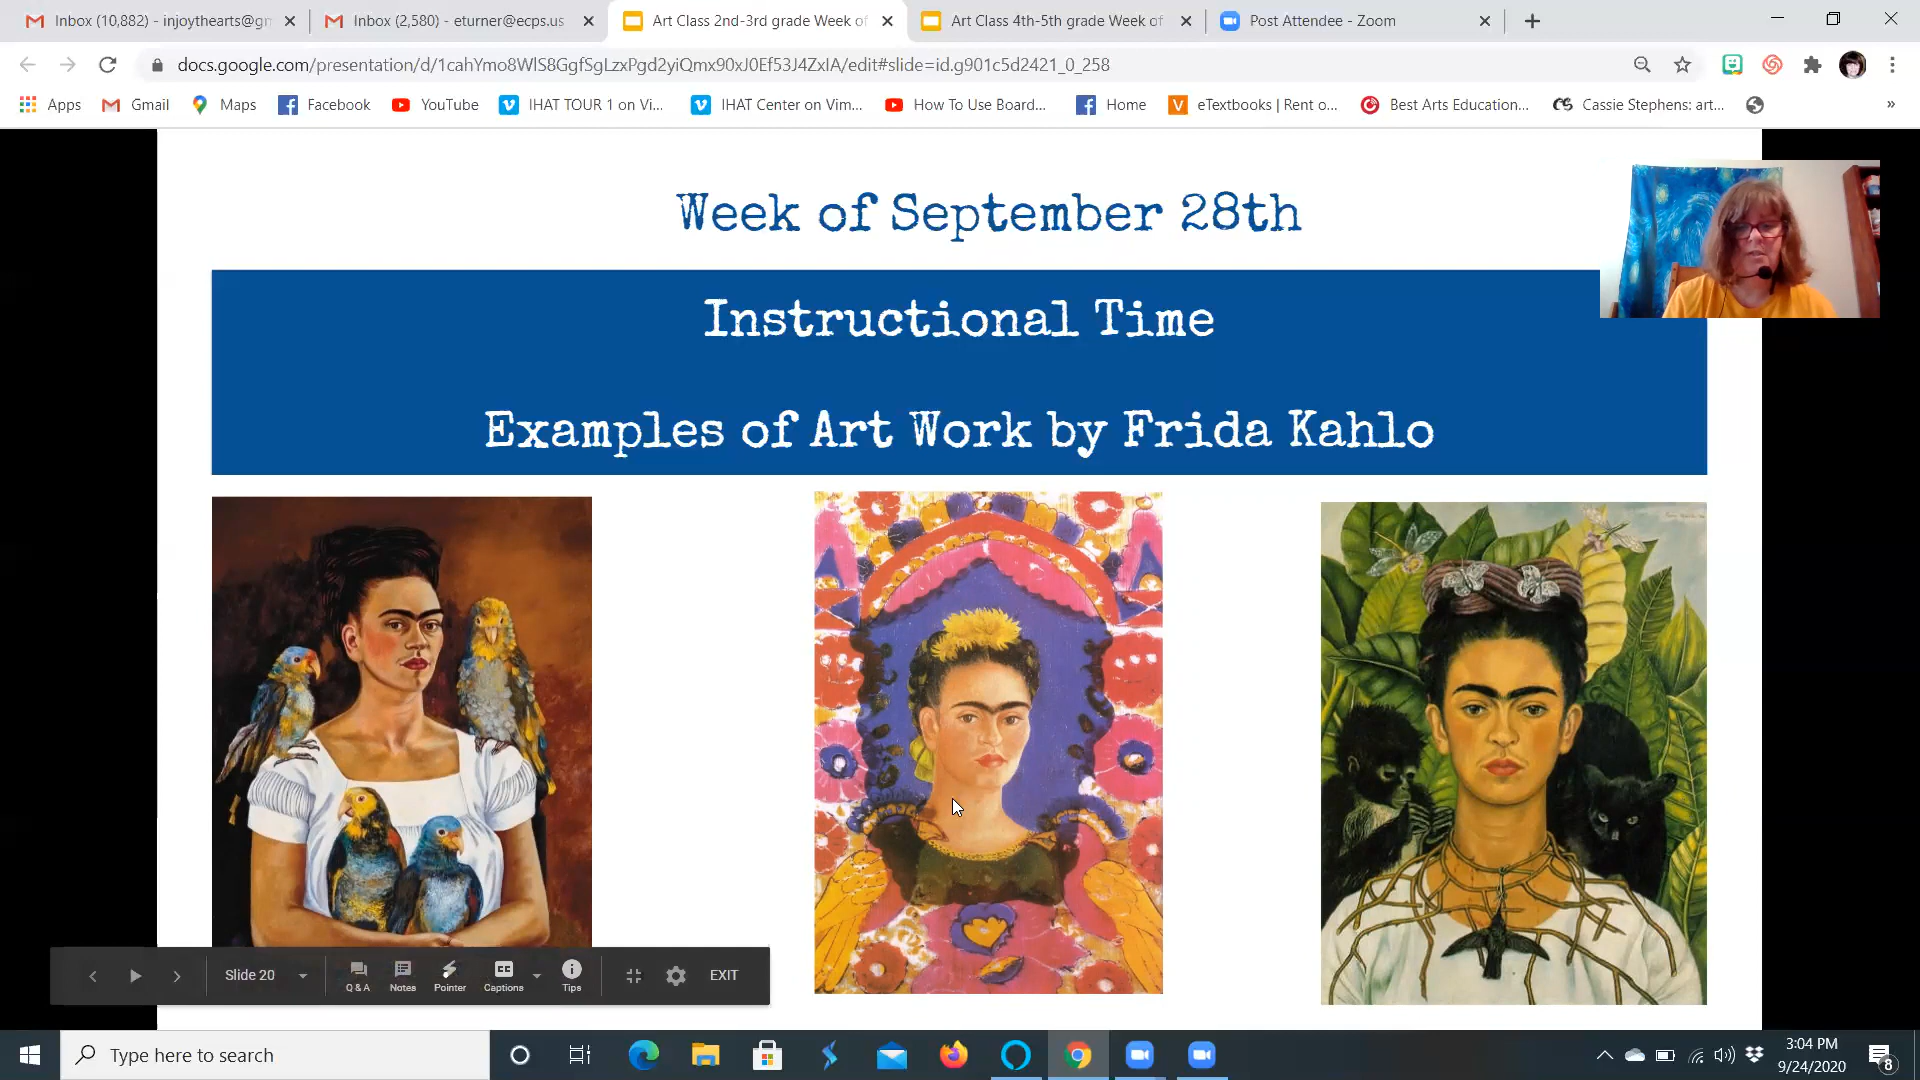 Inbox (10,882) - injoythearts@gm
Inbox (2,580) - eturner@ecps.us
Art Class 2nd-3rd grade Week of
Art Class 4th-5th grade Week of
Post Attendee - Zoom
docs.google.com/presentation/d/1cahYmo8WlS8GgfSgLzxPgd2yiQmx90xJ0Ef53J4ZxIA/edit#slide=id.g901c5d2421_0_258
Apps
Gmail
Maps
Facebook
YouTube
IHAT TOUR 1 on Vi...
IHAT Center on Vim...
How To Use Board...
Home
eTextbooks | Rent o...
Best Arts Education...
CS Cassie Stephens: art...
»
Week of September 28th
Instructional Time
Examples of Art Work by Frida Kahlo
Slide 20
Q & A
Notes
Pointer
CC
Captions
Tips
EXIT
Type here to search
3:04 PM
9/24/2020
8